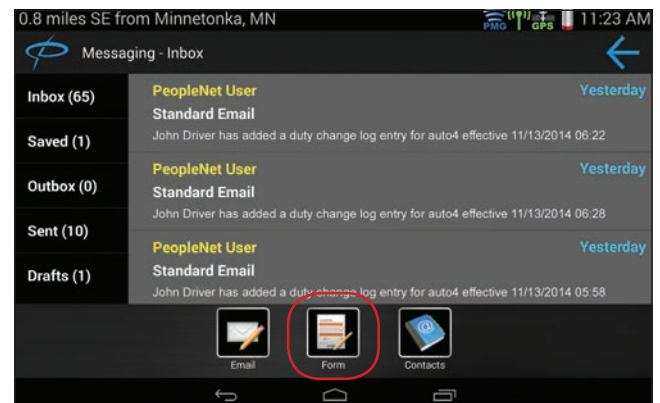 0.8 miles SE from Minnetonka, MN
PMG GPS 11:23 AM
Messaging - Inbox
Inbox (65)
Saved (1)
Outbox (0)
Sent (10)
Drafts (1)
PeopleNet User Yesterday
Standard Email
John Driver has added a duty change log entry for auto4 effective 11/13/2014 06:22
PeopleNet User Yesterday
Standard Email
John Driver has added a duty change log entry for auto4 effective 11/13/2014 06:28
PeopleNet User Yesterday
Standard Email
John Driver has added a duty change log entry for auto4 effective 11/13/2014 05:58
Email Form Contacts